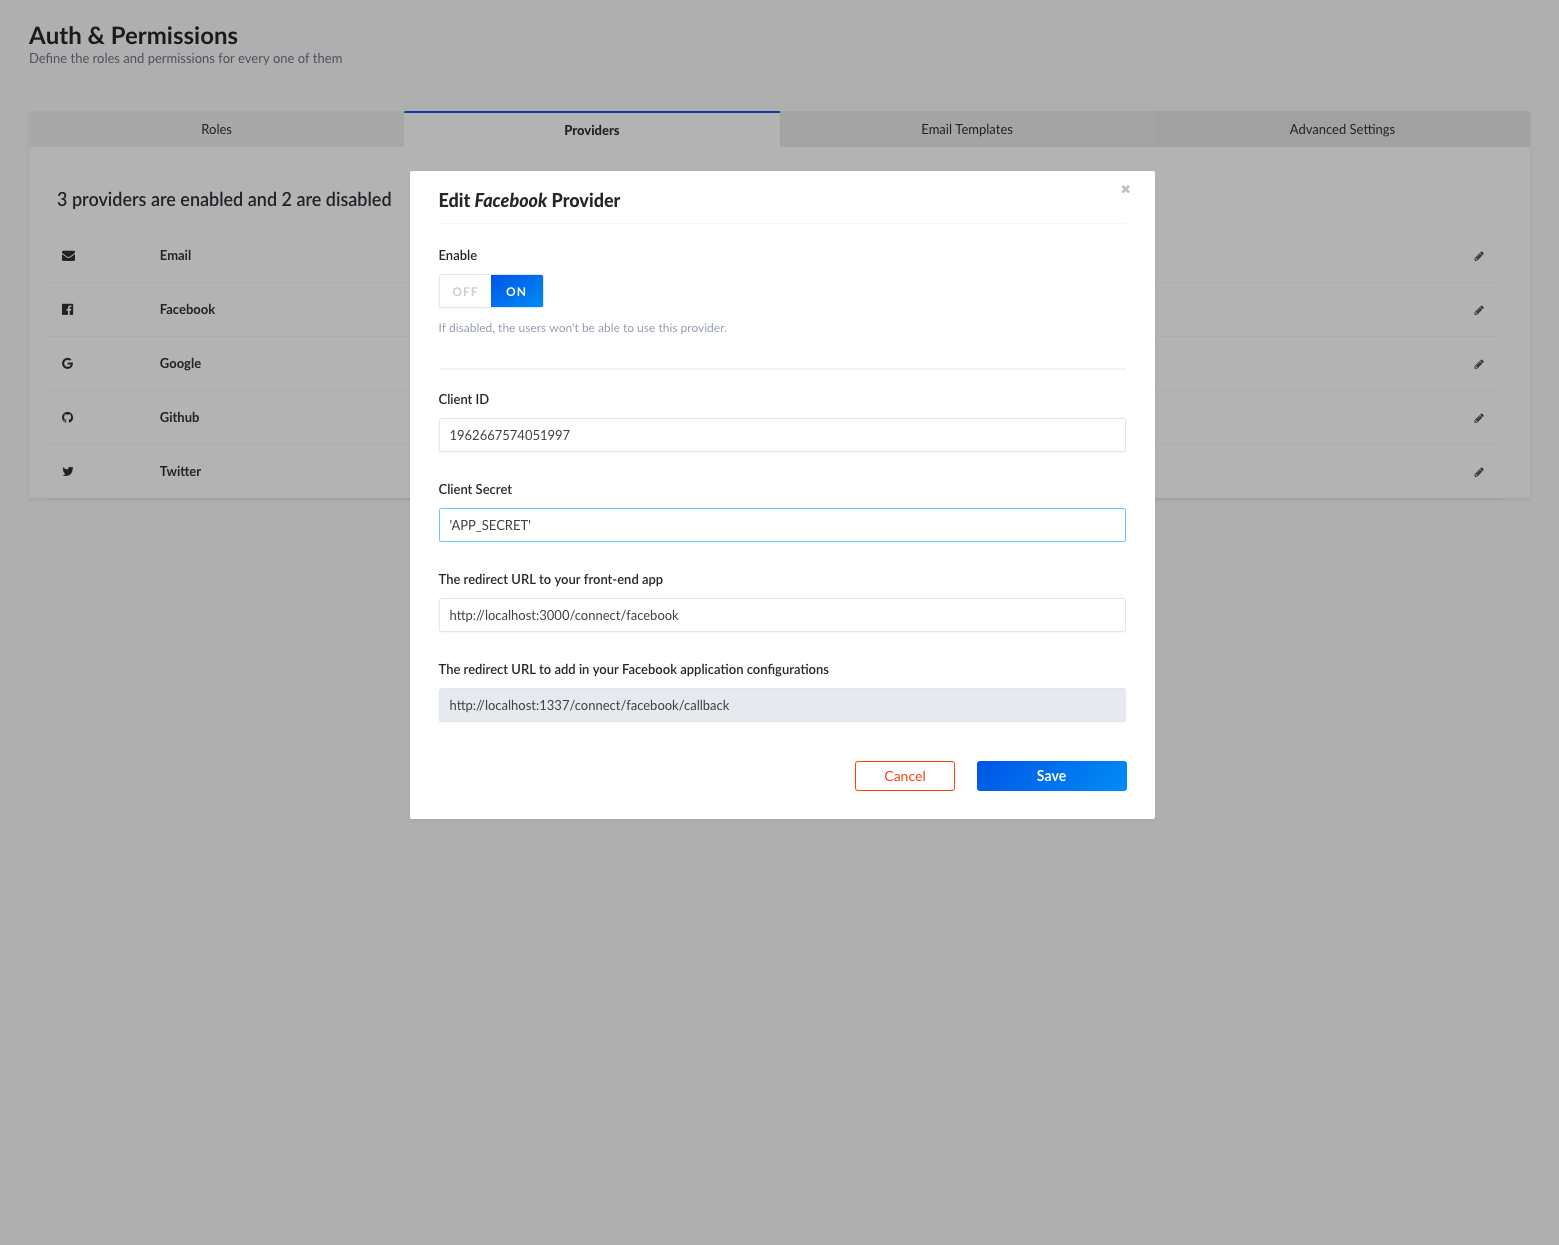 Auth & Permissions
Define the roles and permissions for every one of them
Roles
Providers
Email Templates
Advanced Settings
3 providers are enabled and 2 are disabled
Email
Facebook
Google
Github
Twitter
Edit Facebook Provider
Enable
OFF ON
If disabled, the users won't be able to use this provider.
Client ID
1962667574051997
Client Secret
'APP_SECRET'
The redirect URL to your front-end app
http://localhost:3000/connect/facebook
The redirect URL to add in your Facebook application configurations
http://localhost:1337/connect/facebook/callback
Cancel
Save